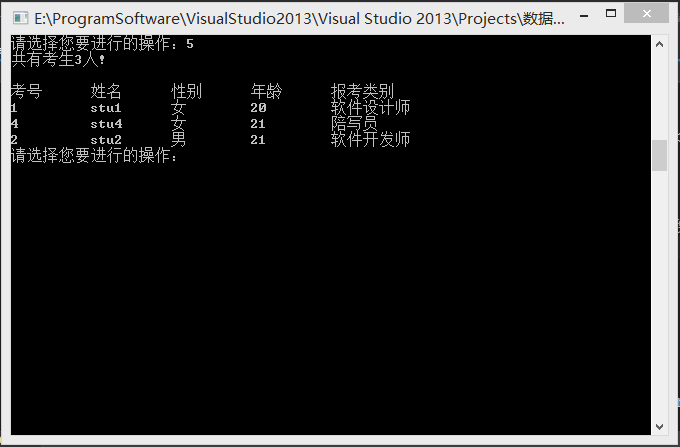 E:\ProgramSoftware\VisualStudio2013\Visual Studio 2013\Projects\数据...
请选择您要进行的操作：5
共有考生3人！
考号 姓名 性别 年龄 报考类别
1 stu1 女 20 软件设计师
4 stu4 女 21 陪写员
2 stu2 男 21 软件开发师
请选择您要进行的操作：